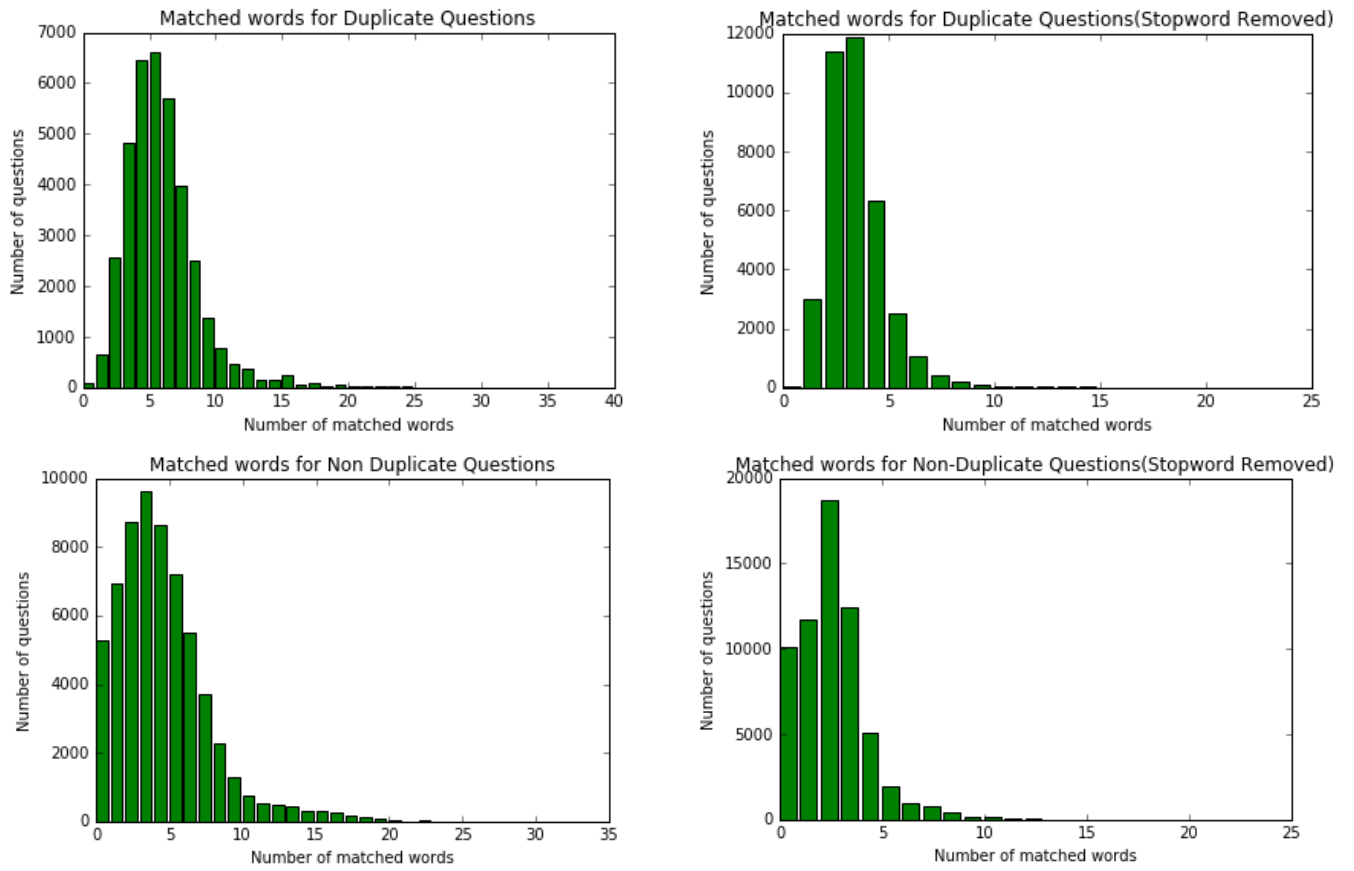 Matched words for Duplicate Questions
7000
6000
5000
4000
3000
2000
1000
0
Number of questions
0 5 10 15 20 25 30 35 40
Number of matched words
Matched words for Duplicate Questions(Stopword Removed)
12000
10000
8000
6000
4000
2000
0
Number of questions
0 5 10 15 20 25
Number of matched words
Matched words for Non Duplicate Questions
10000
8000
6000
4000
2000
0
Number of questions
0 5 10 15 20 25 30 35
Number of matched words
Matched words for Non-Duplicate Questions(Stopword Removed)
20000
15000
10000
5000
0
Number of questions
0 5 10 15 20 25
Number of matched words